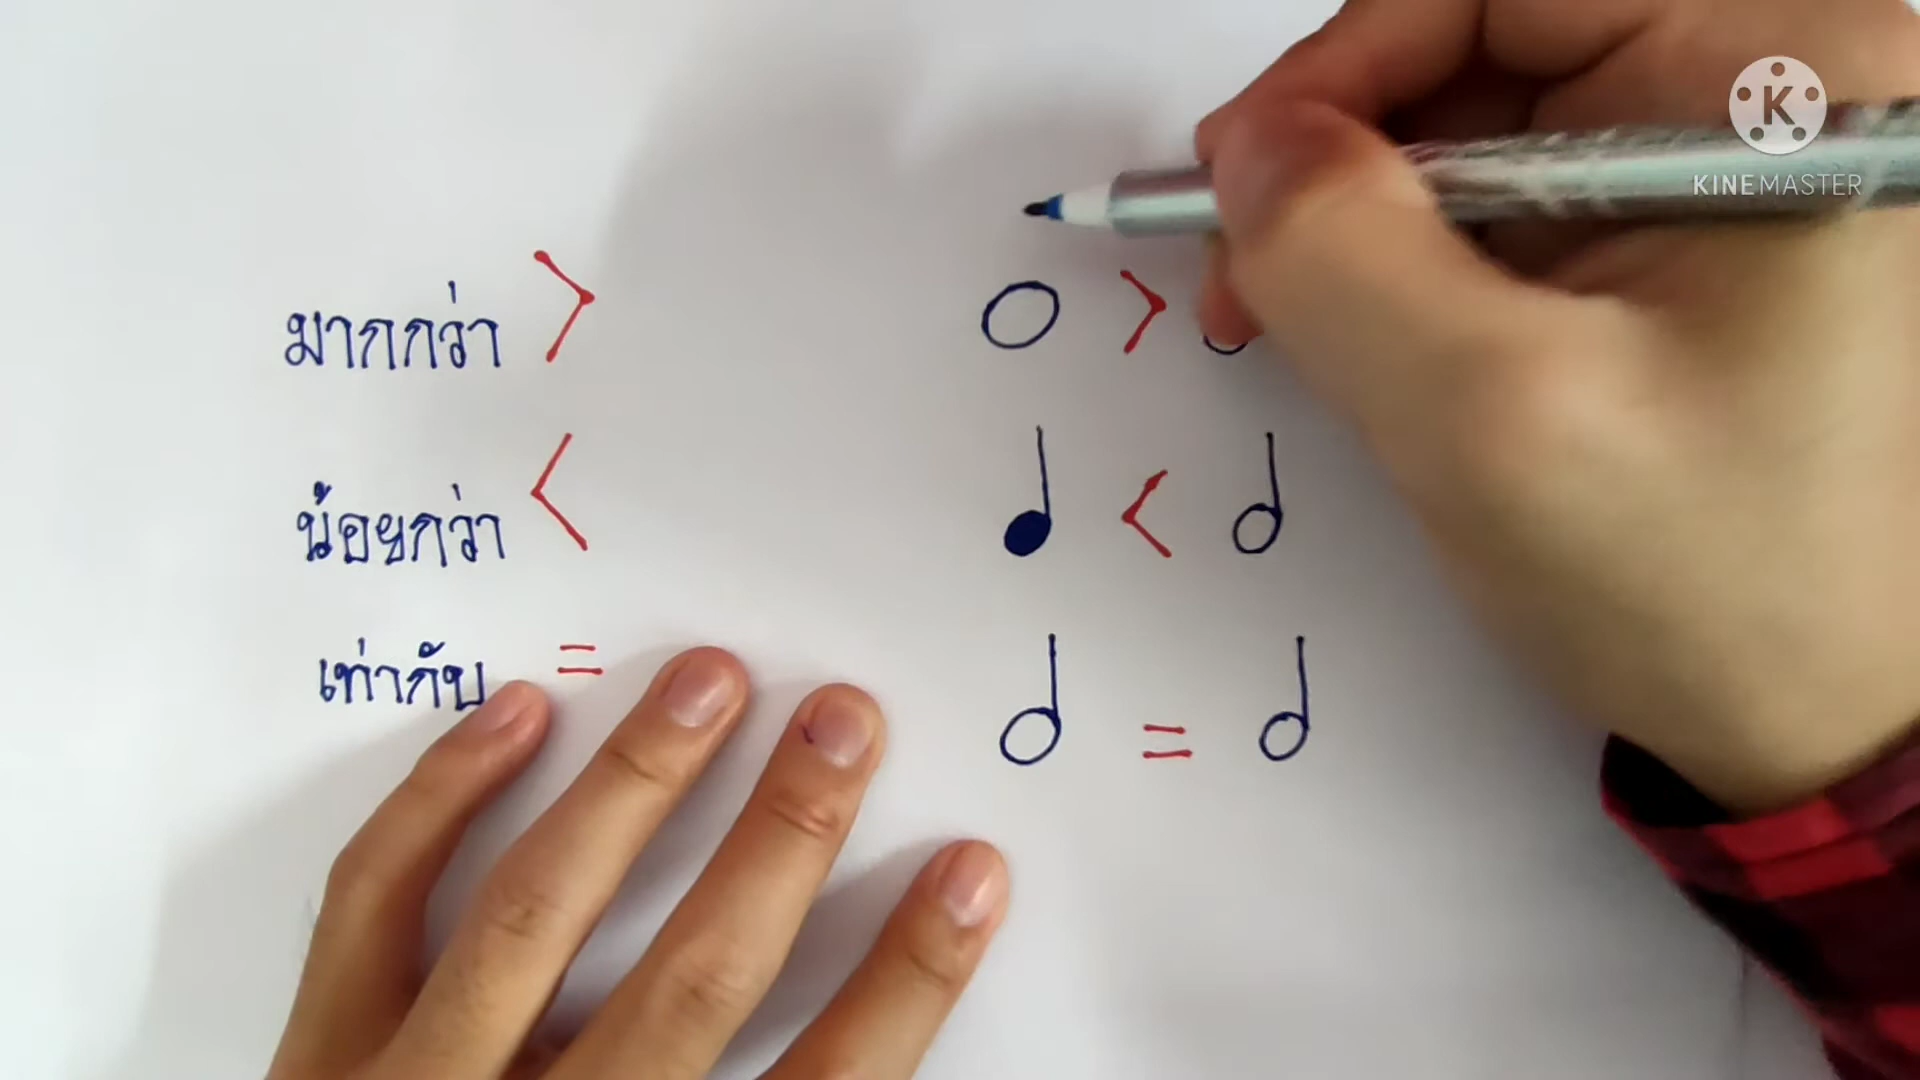 มากกว่า >
น้อยกว่า <
เท่ากับ =
>
<
=
K
KINEMASTER